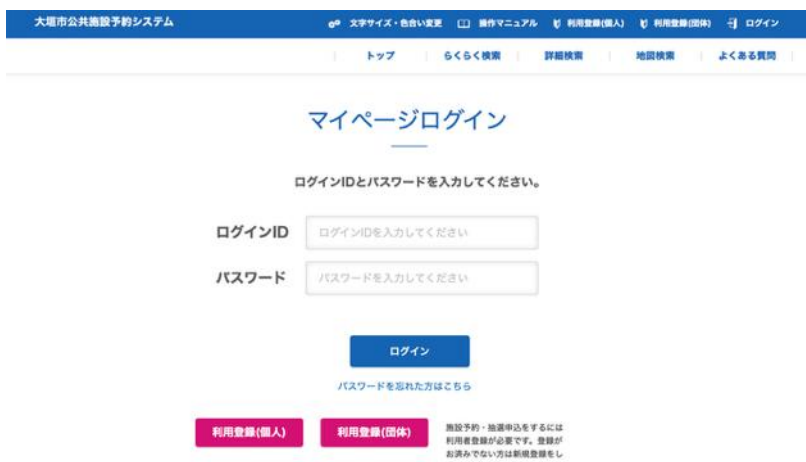 大垣市公共施設予約システム
文字サイズ・色合い変更 操作マニュアル 利用登録(個人) 利用登録(団体) ログイン
トップ らくらく検索 詳細検索 地図検索 よくある質問
マイページログイン
ログインIDとパスワードを入力してください。
ログインID ログインIDを入力してください
パスワード パスワードを入力してください
ログイン
パスワードを忘れた方はこちら
利用登録(個人) 利用登録(団体)
施設予約・抽選申込をするには
利用者登録が必要です。登録が
お済みでない方は新規登録をし